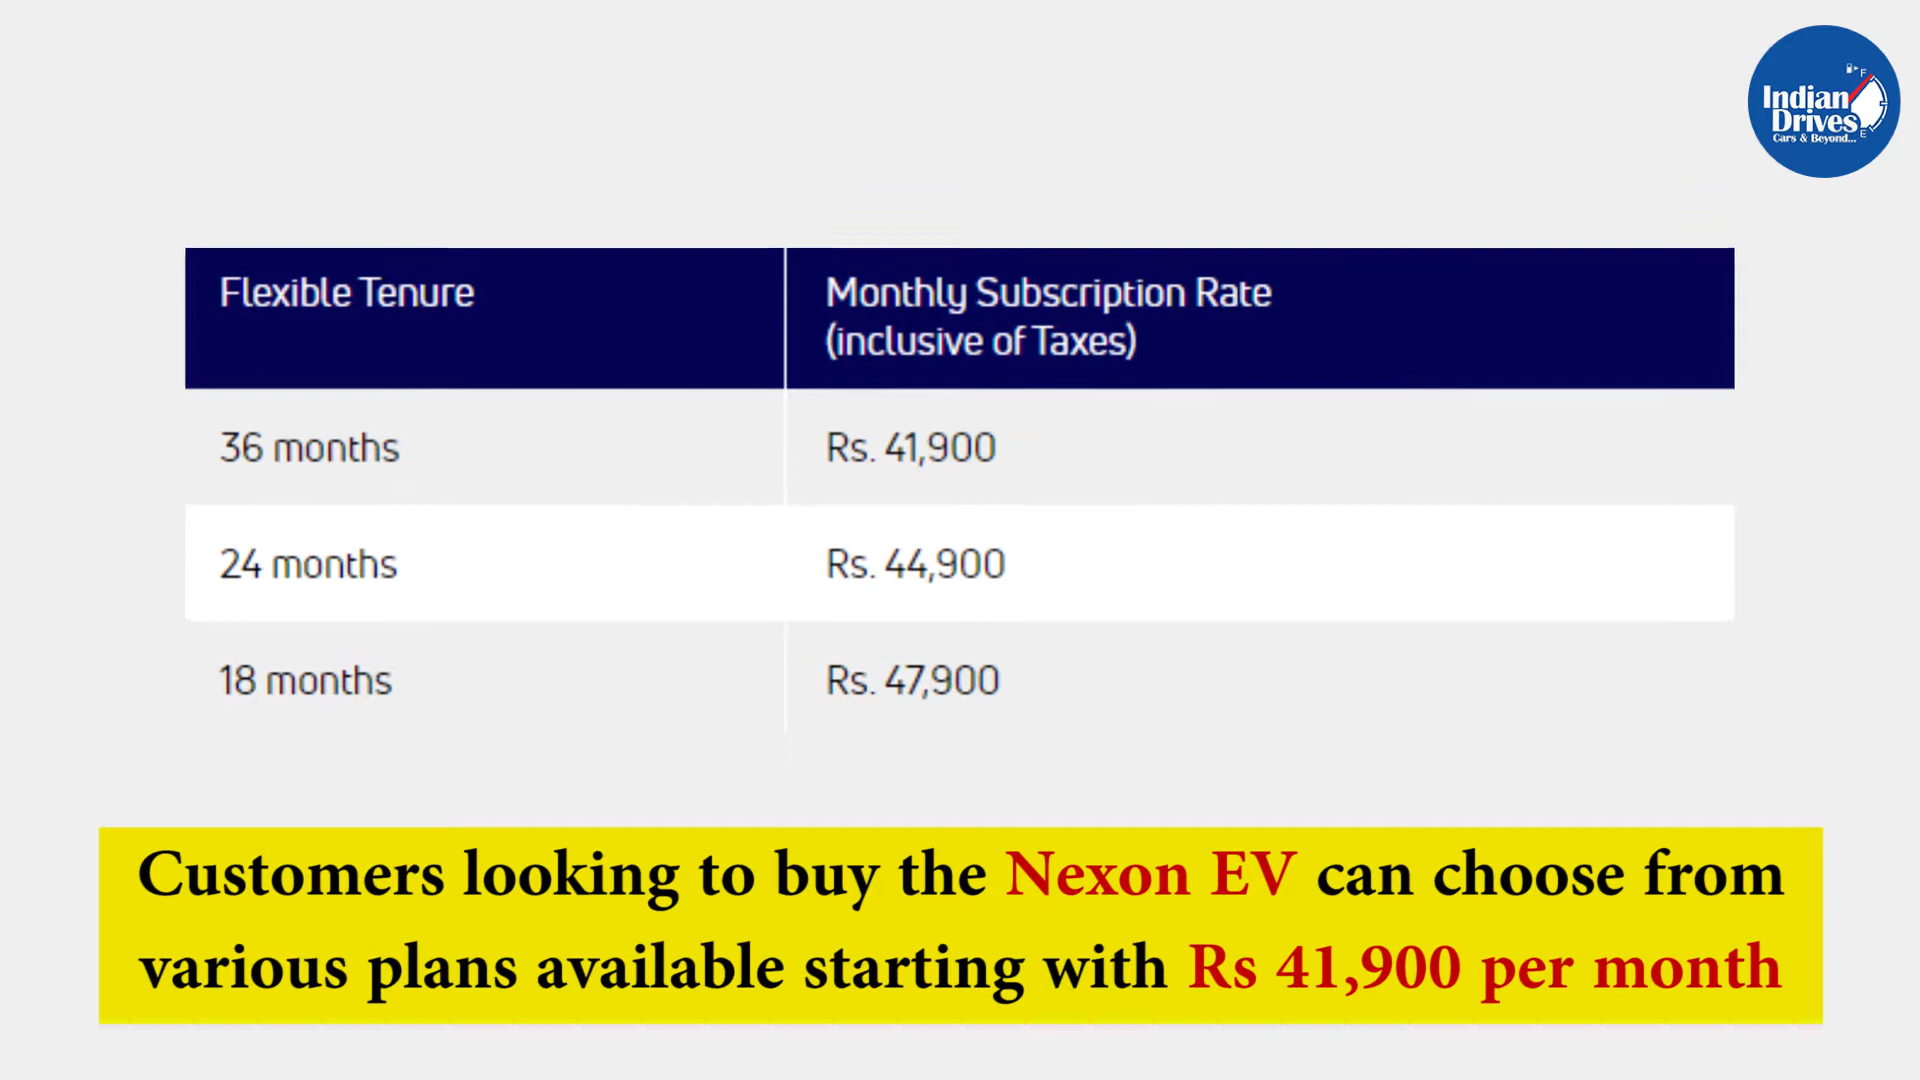 Indian
Drives
Cars & Beyond...
F
E
Flexible Tenure
Monthly Subscription Rate
(inclusive of Taxes)
36 months
Rs. 41,900
24 months
Rs. 44,900
18 months
Rs. 47,900
Customers looking to buy the Nexon EV can choose from
various plans available starting with Rs 41,900 per month